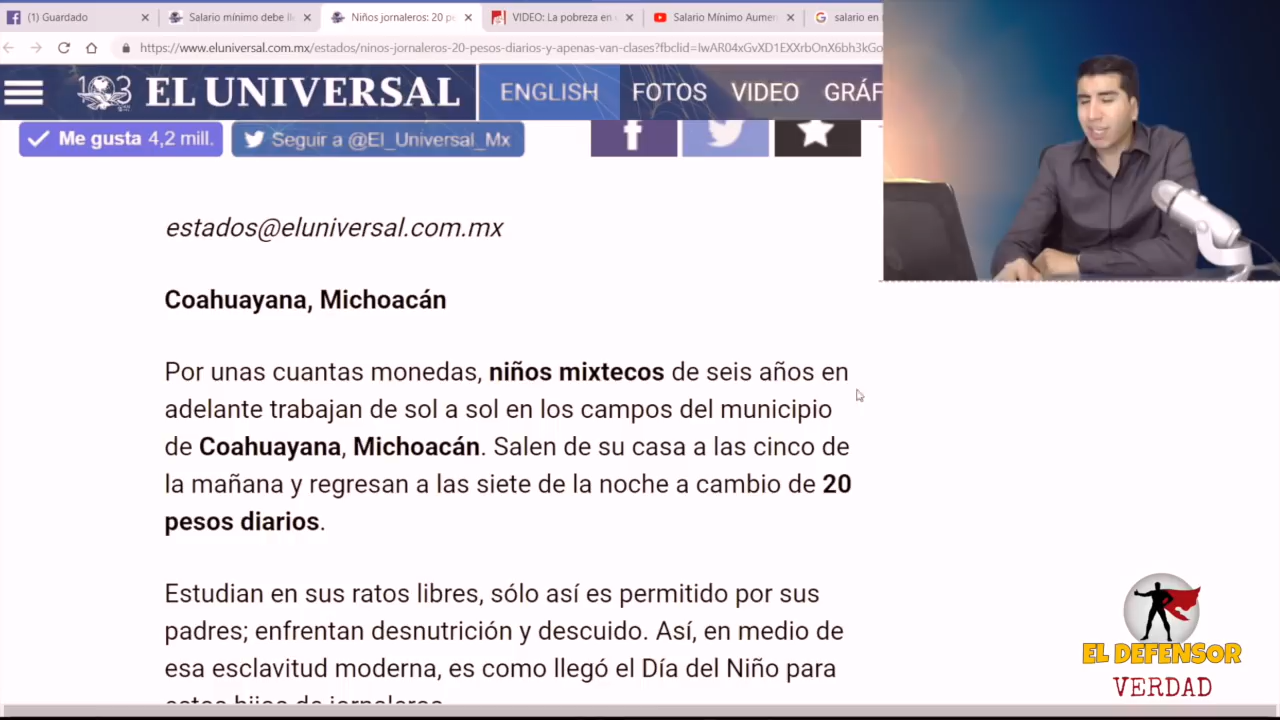 (1) Guardado
Salario mínimo debe ll
Niños jornaleros: 20 pe
VIDEO: La pobreza en
Salario Mínimo Aumen
salario en
https://www.eluniversal.com.mx/estados/ninos-jornaleros-20-pesos-diarios-y-apenas-van-clases?fbclid=IwAR04xGvXD1EXXrbOnX6bh3kGo
103 EL UNIVERSAL ENGLISH FOTOS VIDEO GRÁF
Me gusta 4,2 mill. Seguir a @El_Universal_Mx
estados@eluniversal.com.mx
Coahuayana, Michoacán
Por unas cuantas monedas, niños mixtecos de seis años en
adelante trabajan de sol a sol en los campos del municipio
de Coahuayana, Michoacán. Salen de su casa a las cinco de
la mañana y regresan a las siete de la noche a cambio de 20
pesos diarios.
Estudian en sus ratos libres, sólo así es permitido por sus
padres; enfrentan desnutrición y descuido. Así, en medio de
esa esclavitud moderna, es como llegó el Día del Niño para
estos hijos de jornaleros
EL DEFENSOR
VERDAD